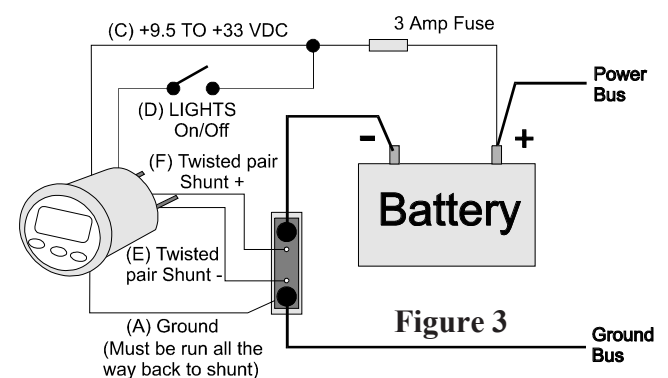 (C) +9.5 TO +33 VDC
3 Amp Fuse
Power
Bus
(D) LIGHTS
On/Off
- +
(F) Twisted pair
Shunt +
Battery
(E) Twisted
pair Shunt -
(A) Ground
(Must be run all the
way back to shunt)
Figure 3
Ground
Bus